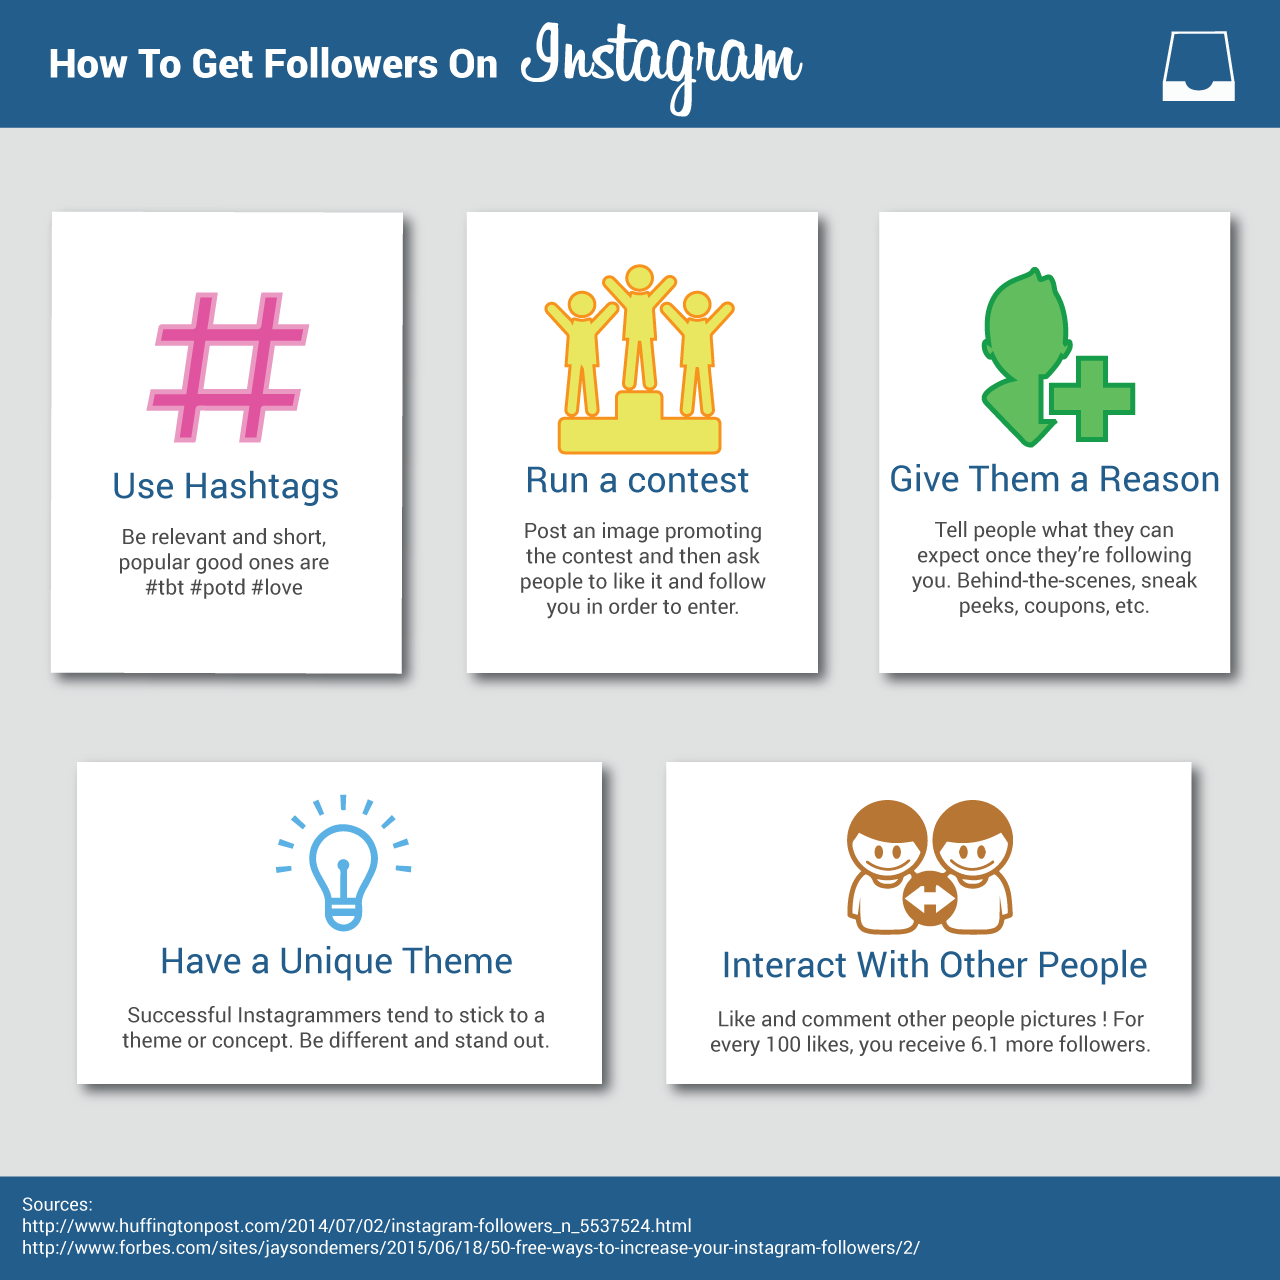 How To Get Followers On Instagram
Use Hashtags
Be relevant and short,
popular good ones are
#tbt #potd #love
Run a contest
Post an image promoting
the contest and then ask
people to like it and follow
you in order to enter.
Give Them a Reason
Tell people what they can
expect once they're following
you. Behind-the-scenes, sneak
peeks, coupons, etc.
Have a Unique Theme
Successful Instagrammers tend to stick to a
theme or concept. Be different and stand out.
Interact With Other People
Like and comment other people pictures ! For
every 100 likes, you receive 6.1 more followers.
Sources:
http://www.huffingtonpost.com/2014/07/02/instagram-followers_n_5537524.html
http://www.forbes.com/sites/jaysondemers/2015/06/18/50-free-ways-to-increase-your-instagram-followers/2/